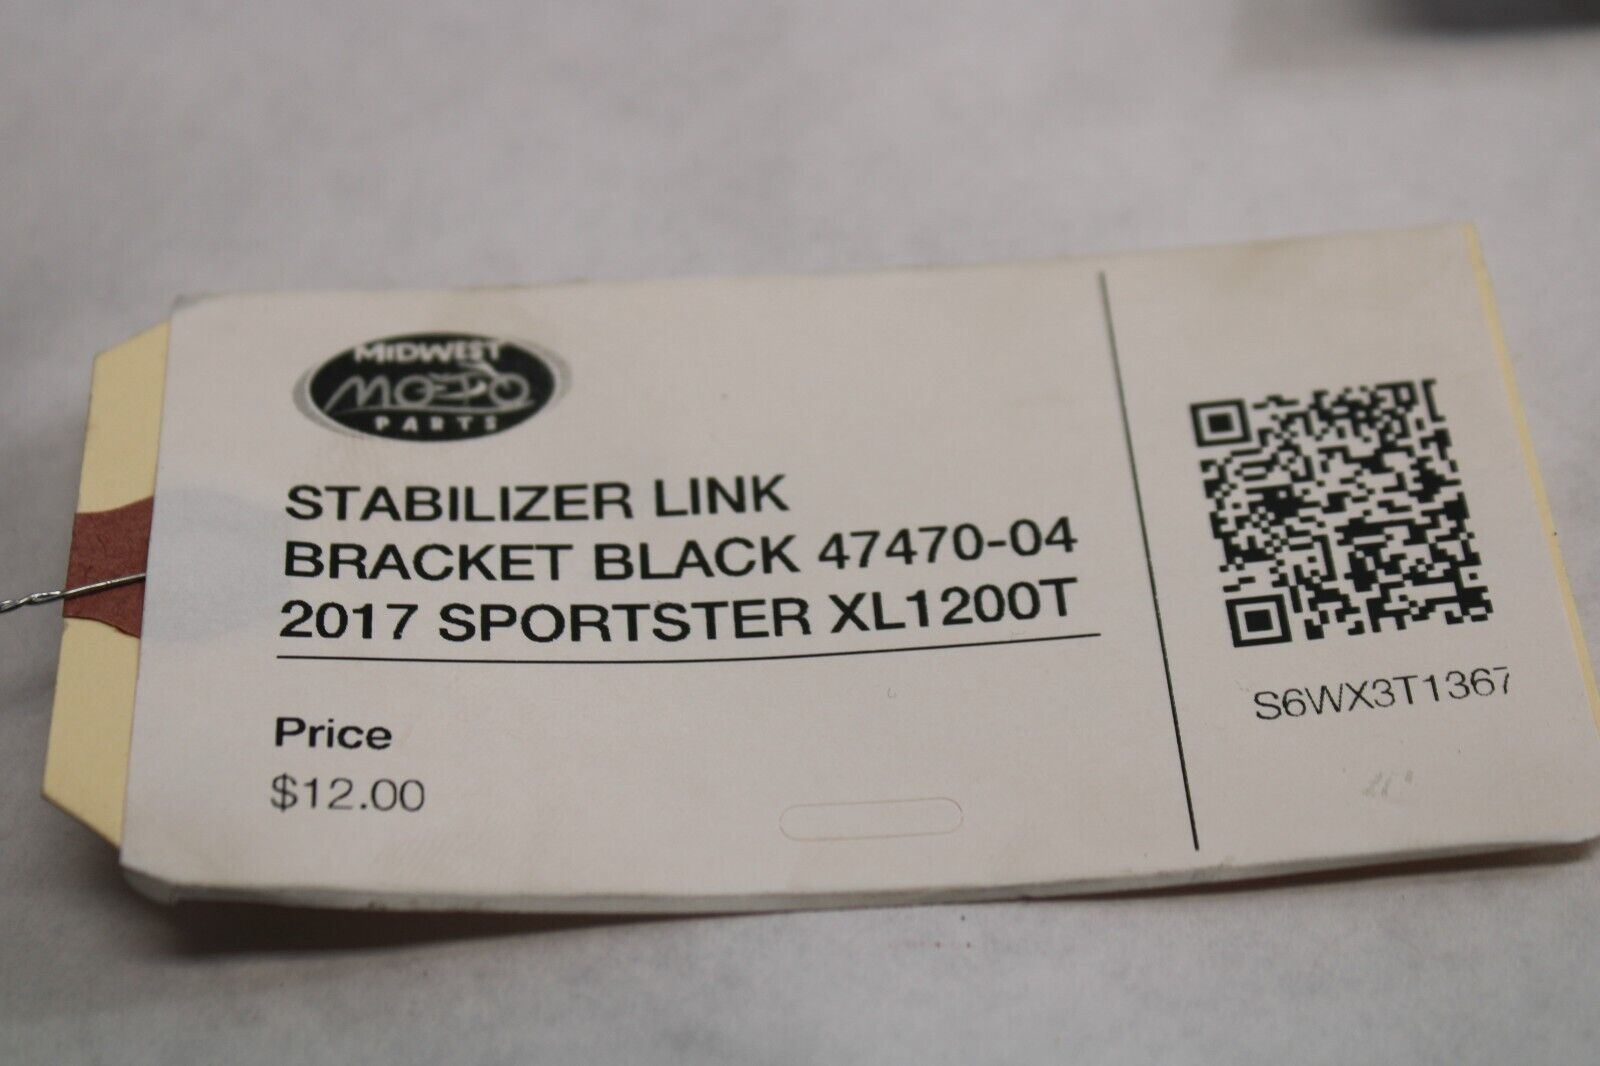 MIDWEST
MOTO
PARTS
STABILIZER LINK
BRACKET BLACK 47470-04
2017 SPORTSTER XL1200T
Price
$12.00
S6WX3T1367